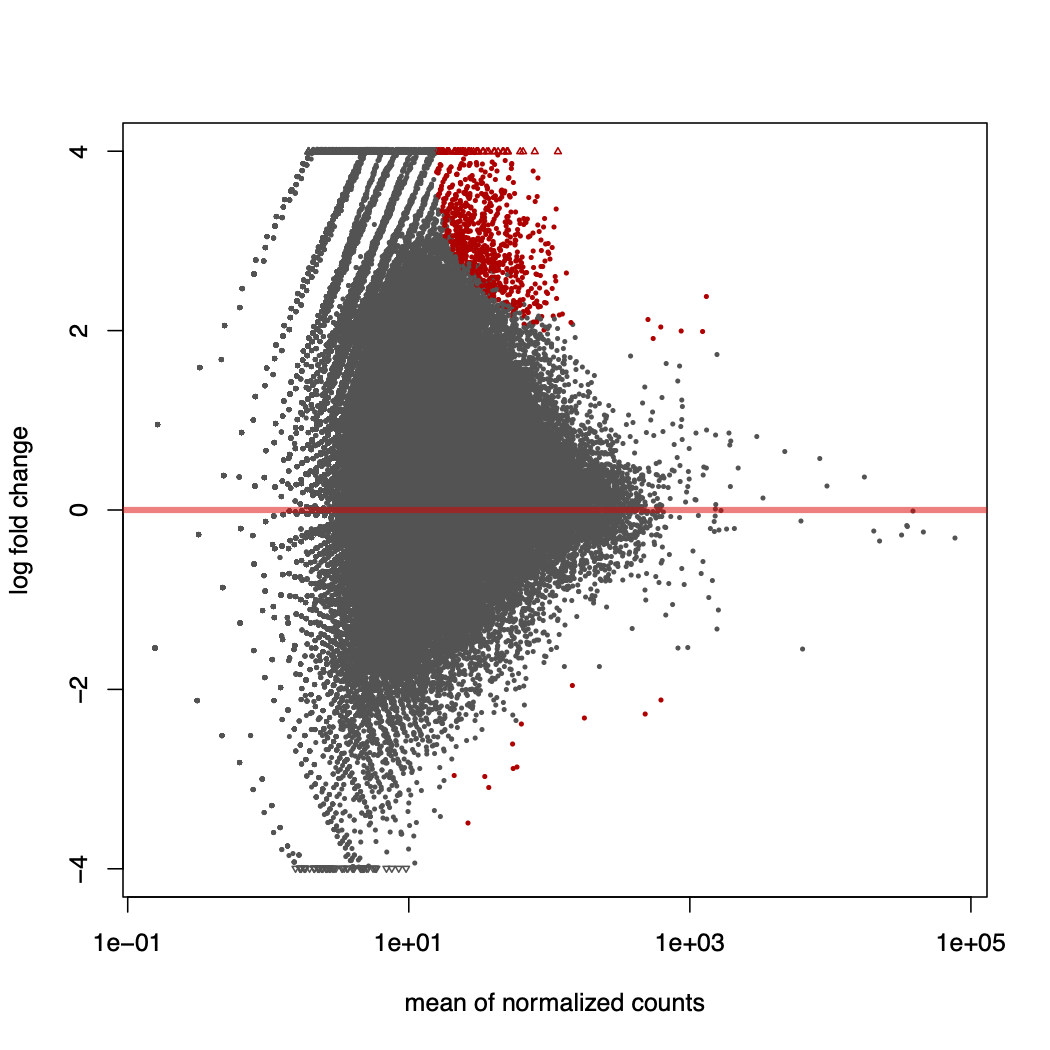 4
2
0
−2
−4
log fold change
1e−01
1e+01
1e+03
1e+05
mean of normalized counts